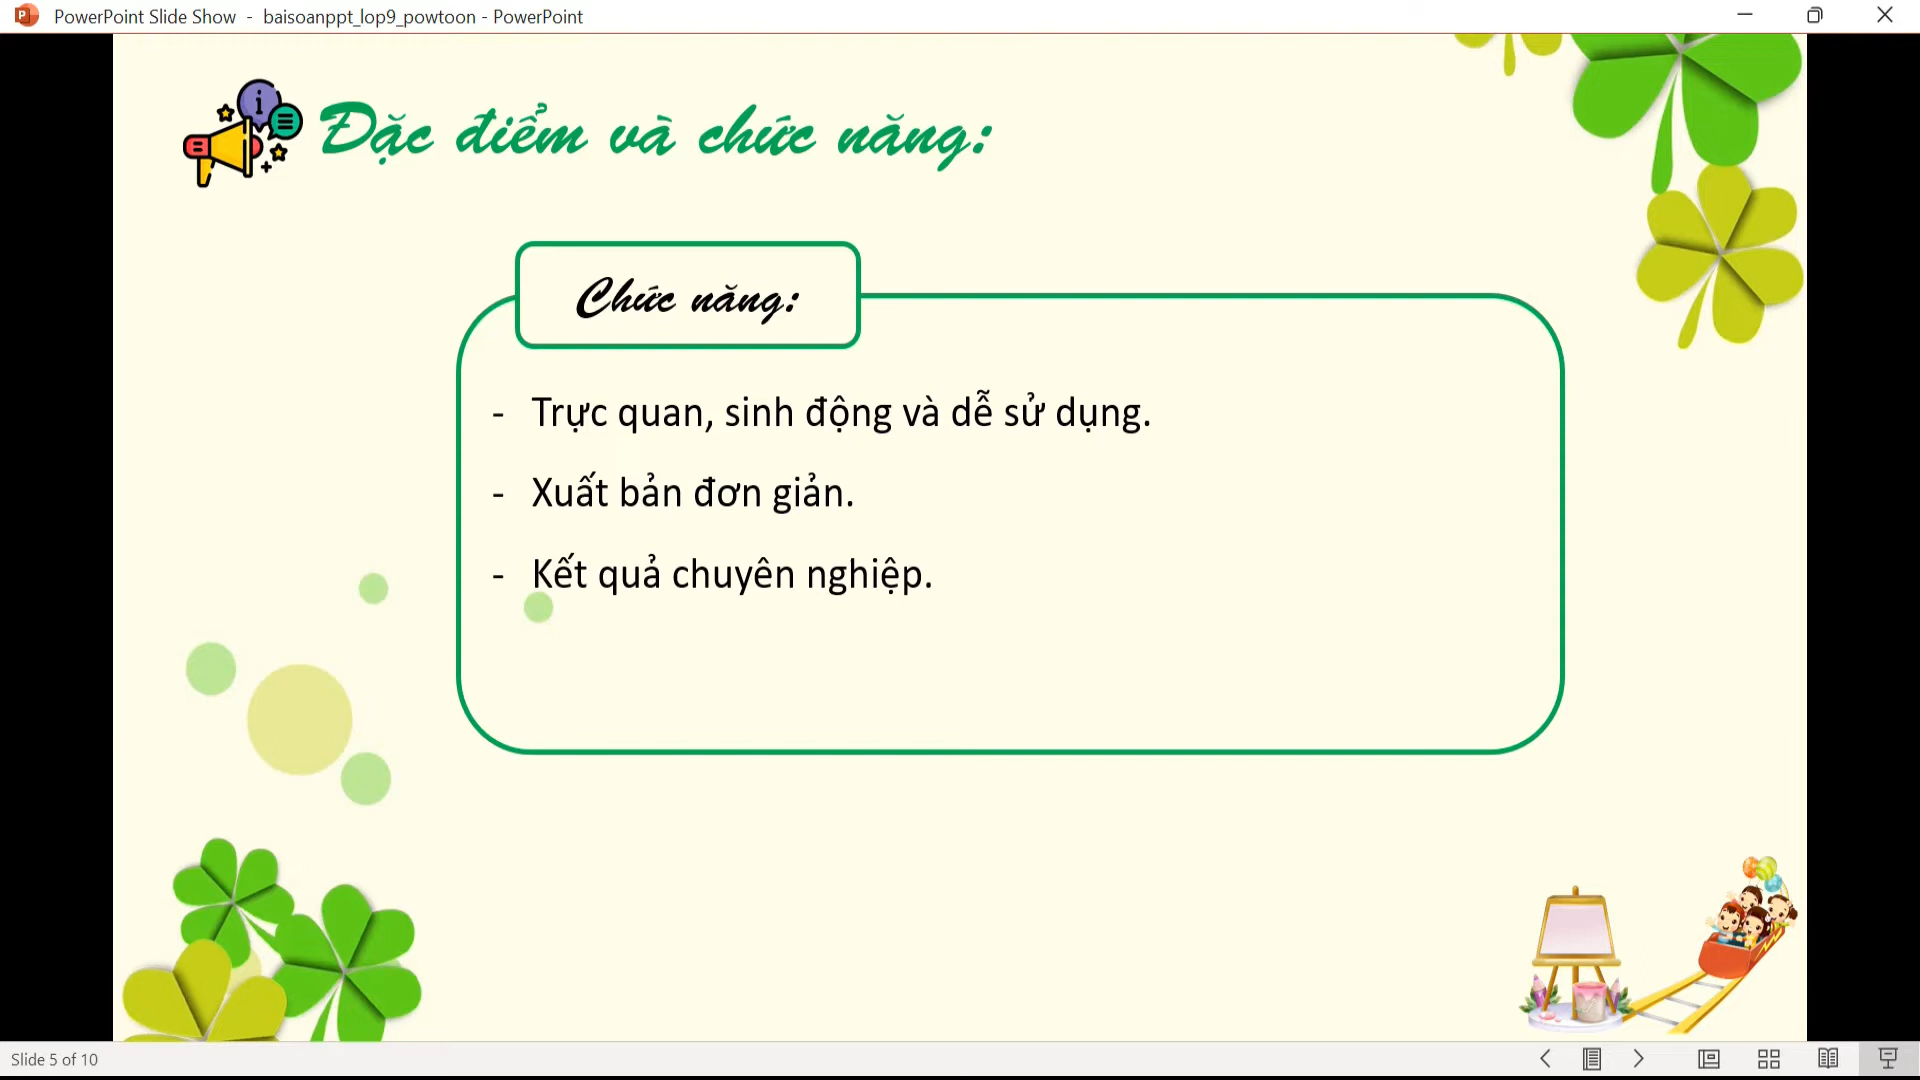 PowerPoint Slide Show - baisoanppt_lop9_powtoon - PowerPoint
Đặc điểm và chức năng:
Chức năng:
- Trực quan, sinh động và dễ sử dụng.
- Xuất bản đơn giản.
- Kết quả chuyên nghiệp.
Slide 5 of 10